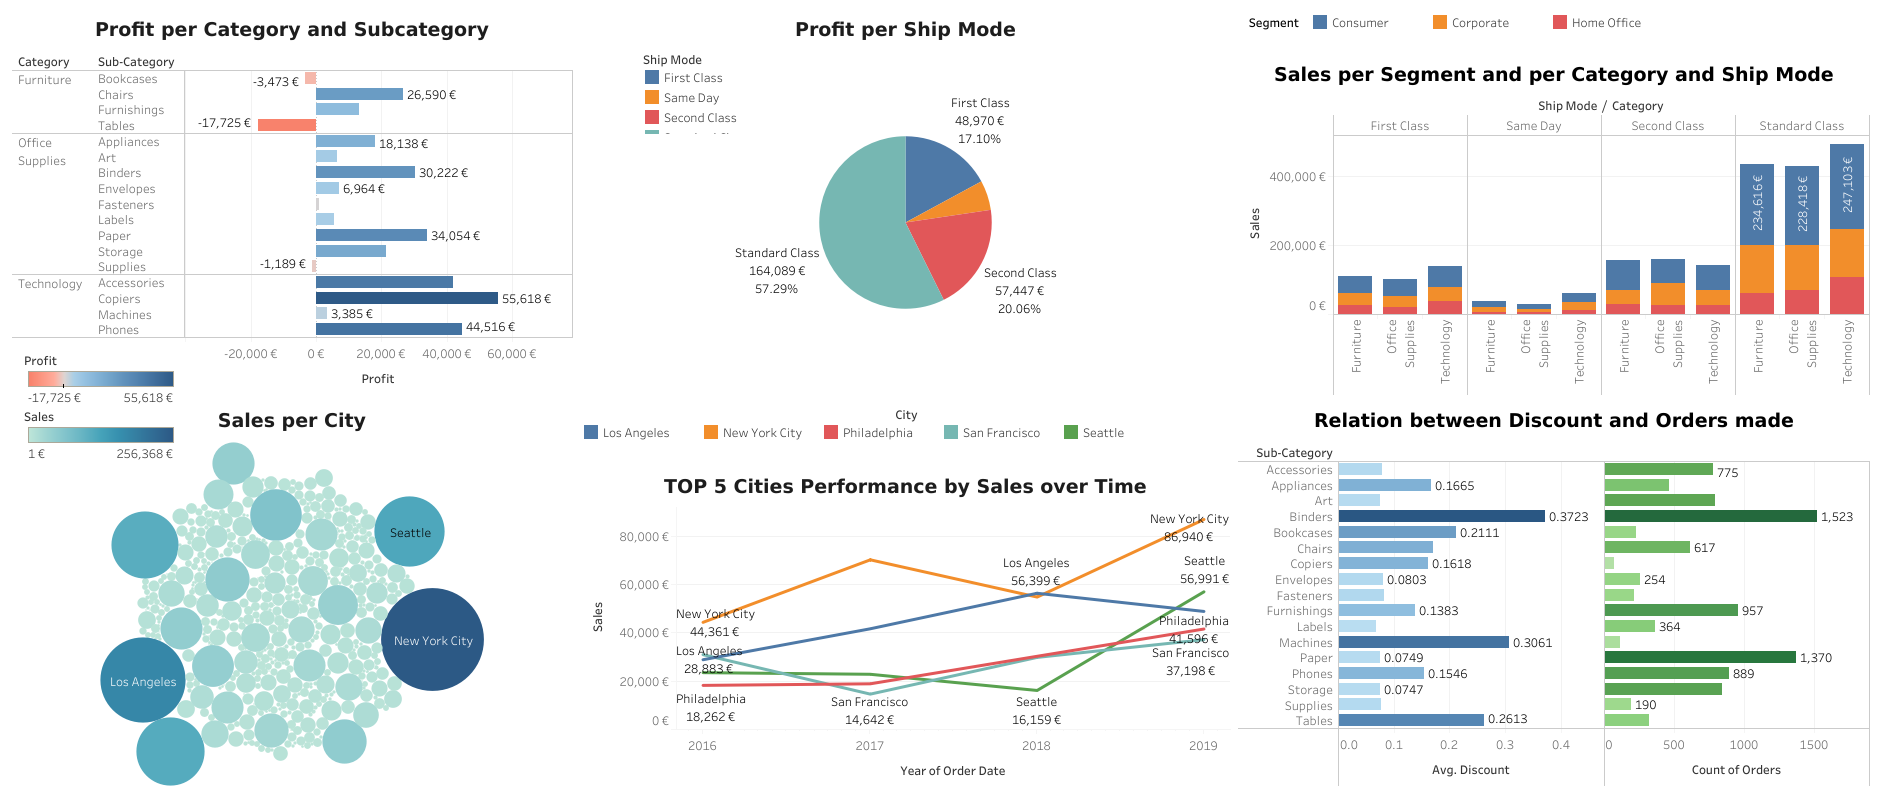 Profit per Category and Subcategory
Category Sub-Category
Furniture Bookcases -3,473 €
Chairs 26,590 €
Furnishings
Tables -17,725 €
Office Supplies Appliances 18,138 €
Art
Binders 30,222 €
Envelopes 6,964 €
Fasteners
Labels
Paper 34,054 €
Storage
Supplies -1,189 €
Technology Accessories
Copiers 55,618 €
Machines 3,385 €
Phones 44,516 €
-20,000 € 0 € 20,000 € 40,000 € 60,000 €
Profit
Profit
-17,725 € 55,618 €
Sales
1 € 256,368 €
Profit per Ship Mode
Ship Mode
First Class
Same Day
Second Class
First Class
48,970 €
17.10%
Standard Class
164,089 €
57.29%
Second Class
57,447 €
20.06%
Segment Consumer Corporate Home Office
Sales per Segment and per Category and Ship Mode
Ship Mode / Category
First Class Same Day Second Class Standard Class
Sales
400,000 €
200,000 €
0 €
234,616 € 228,418 € 247,103 €
Furniture Office Supplies Technology Furniture Office Supplies Technology Furniture Office Supplies Technology Furniture Office Supplies Technology
Sales per City
Seattle
New York City
Los Angeles
City
Los Angeles New York City Philadelphia San Francisco Seattle
TOP 5 Cities Performance by Sales over Time
Sales
80,000 €
60,000 €
40,000 €
20,000 €
0 €
New York City
44,361 €
Los Angeles
28,883 €
Philadelphia
18,262 €
San Francisco
14,642 €
Los Angeles
56,399 €
Seattle
16,159 €
New York City
86,940 €
Seattle
56,991 €
Philadelphia
41,596 €
San Francisco
37,198 €
2016 2017 2018 2019
Year of Order Date
Relation between Discount and Orders made
Sub-Category
Accessories 775
Appliances 0.1665
Art
Binders 0.3723 1,523
Bookcases 0.2111
Chairs 617
Copiers 0.1618
Envelopes 0.0803 254
Fasteners
Furnishings 0.1383 957
Labels 364
Machines 0.3061
Paper 0.0749 1,370
Phones 0.1546 889
Storage 0.0747
Supplies 190
Tables 0.2613
0.0 0.1 0.2 0.3 0.4 0 500 1000 1500
Avg. Discount Count of Orders